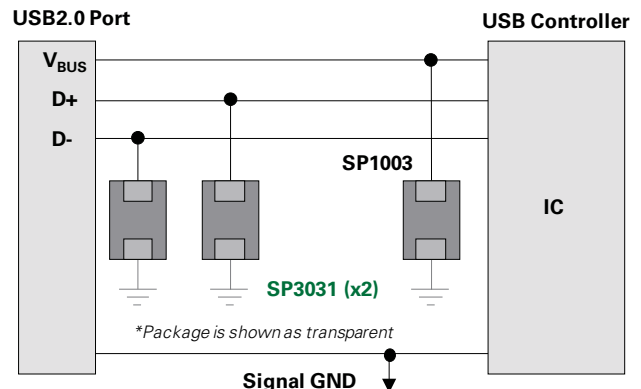 USB2.0 Port
USB Controller
VBUS
D+
D-
SP1003
IC
SP3031 (x2)
*Package is shown as transparent
Signal GND